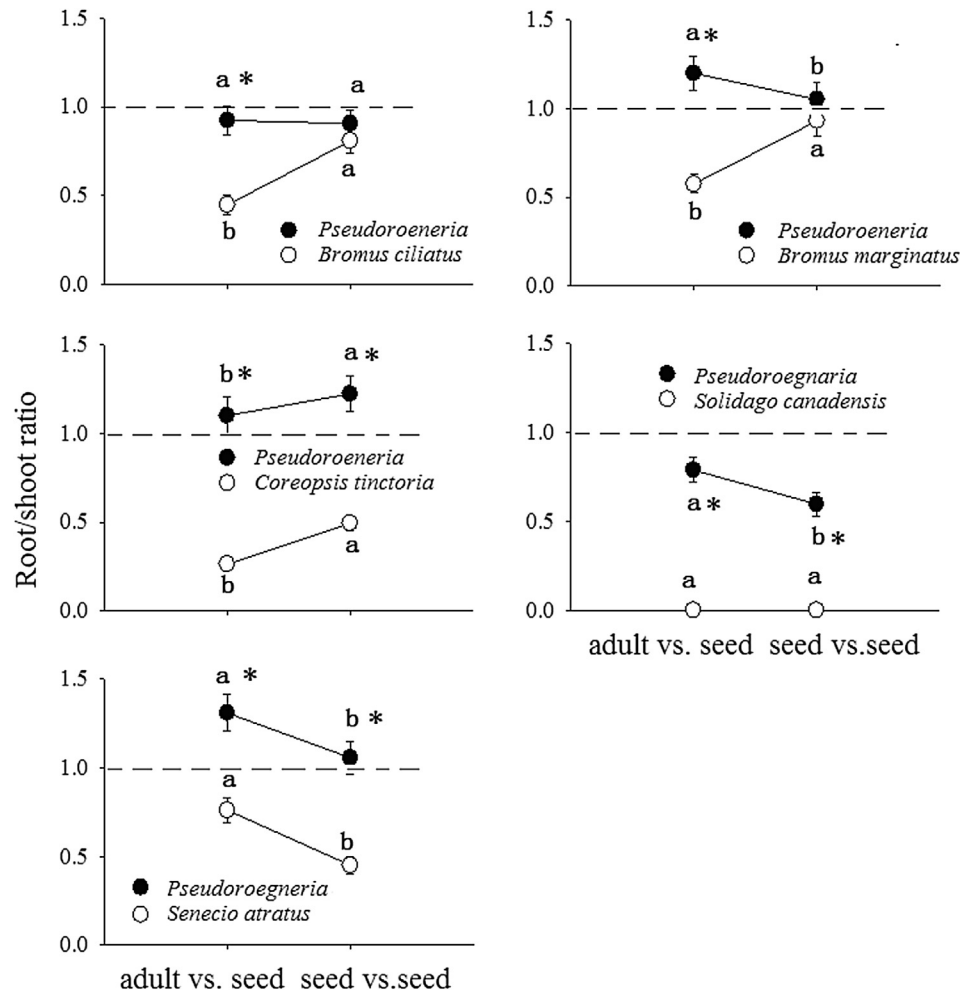 Root/shoot ratio
1.5
a *
a
1.0
0.5
a
b
Pseudoroeneria
Bromus ciliatus
0.0
1.5
a *
b
1.0
a
0.5
b
Pseudoroeneria
Bromus marginatus
0.0
1.5
b *
a *
1.0
Pseudoroeneria
Coreopsis tinctoria
0.5
a
b
0.0
1.5
Pseudoroegnaria
Solidago canadensis
1.0
a *
0.5
b *
a
a
0.0
adult vs. seed seed vs.seed
1.5
a *
b *
1.0
a
b
0.5
Pseudoroegneria
Senecio atratus
0.0
adult vs. seed seed vs.seed